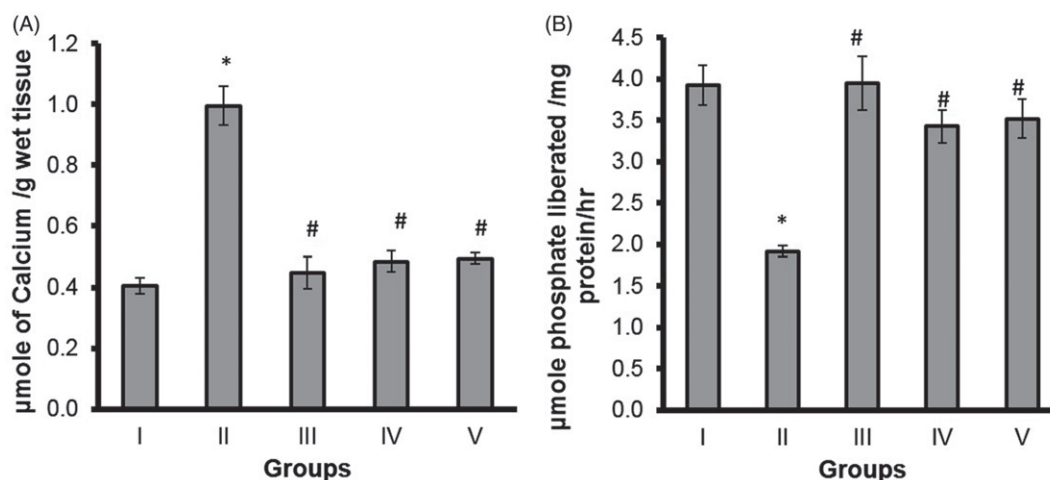 (A)
μmole of Calcium /g wet tissue
1.2
1.0
0.8
0.6
0.4
0.2
0.0
*
#
#
#
I II III IV V
Groups
(B)
μmole phosphate liberated /mg
protein/hr
4.5
4.0
3.5
3.0
2.5
2.0
1.5
1.0
0.5
0.0
*
#
#
#
I II III IV V
Groups